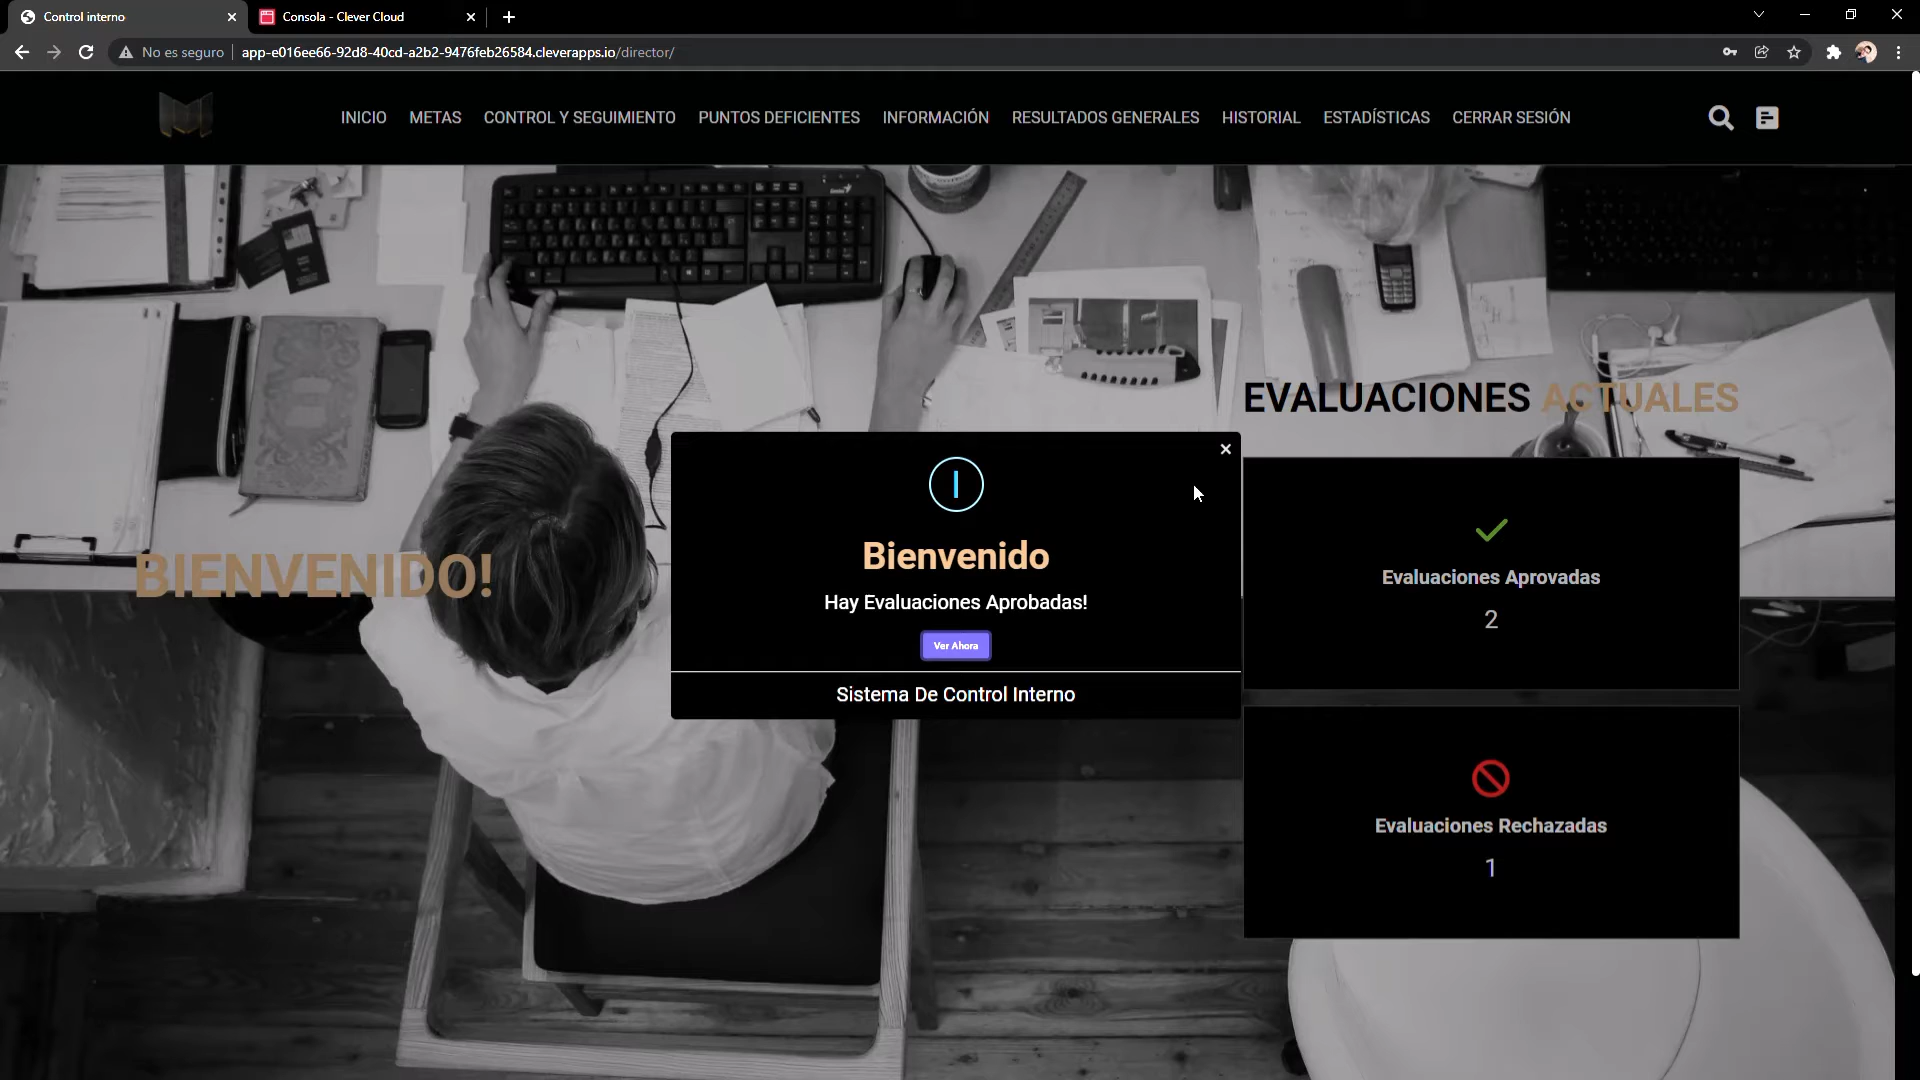 Control interno
Consola - Clever Cloud
No es seguro
app-e016ee66-92d8-40cd-a2b2-9476feb26584.cleverapps.io/director/
INICIO METAS CONTROL Y SEGUIMIENTO PUNTOS DEFICIENTES INFORMACIÓN RESULTADOS GENERALES HISTORIAL ESTADÍSTICAS CERRAR SESIÓN
EVALUACIONES ACTUALES
BIENVENIDO!
Bienvenido
Hay Evaluaciones Aprobadas!
Ver Ahora
Sistema De Control Interno
Evaluaciones Aprovadas
2
Evaluaciones Rechazadas
1